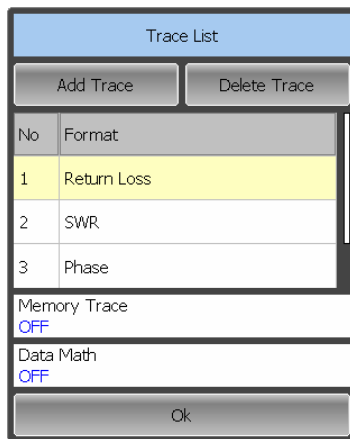 Trace List
Add Trace Delete Trace
No Format
1 Return Loss
2 SWR
3 Phase
Memory Trace
OFF
Data Math
OFF
Ok